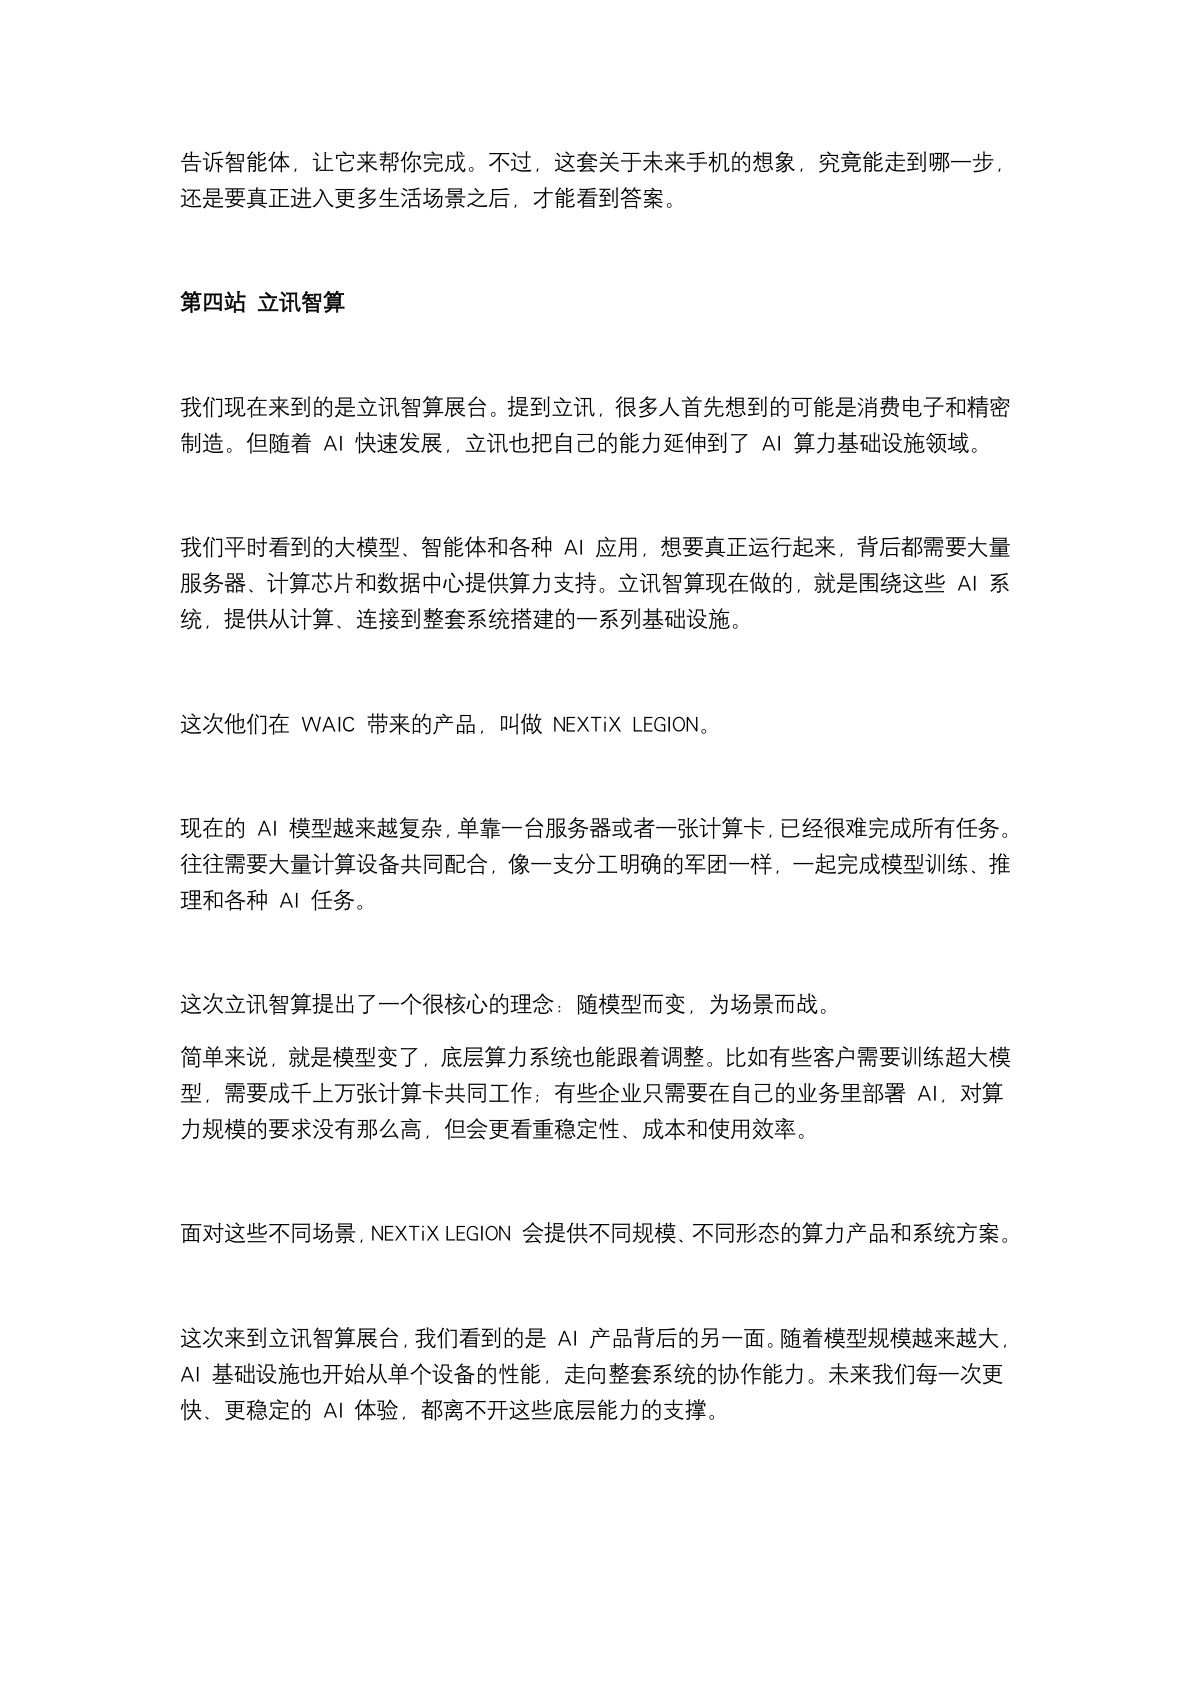 告诉智能体，让它来帮你完成。不过，这套关于未来手机的想象，究竟能走到哪一步，
还是要真正进入更多生活场景之后，才能看到答案。
第四站 立讯智算
我们现在来到的是立讯智算展台。提到立讯，很多人首先想到的可能是消费电子和精密
制造。但随着 AI 快速发展，立讯也把自己的能力延伸到了 AI 算力基础设施领域。
我们平时看到的大模型、智能体和各种 AI 应用，想要真正运行起来，背后都需要大量
服务器、计算芯片和数据中心提供算力支持。立讯智算现在做的，就是围绕这些 AI 系
统，提供从计算、连接到整套系统搭建的一系列基础设施。
这次他们在 WAIC 带来的产品，叫做 NEXTiX LEGION。
现在的 AI 模型越来越复杂，单靠一台服务器或者一张计算卡，已经很难完成所有任务。
往往需要大量计算设备共同配合，像一支分工明确的军团一样，一起完成模型训练、推
理和各种 AI 任务。
这次立讯智算提出了一个很核心的理念：随模型而变，为场景而战。
简单来说，就是模型变了，底层算力系统也能跟着调整。比如有些客户需要训练超大模
型，需要成千上万张计算卡共同工作；有些企业只需要在自己的业务里部署 AI，对算
力规模的要求没有那么高，但会更看重稳定性、成本和使用效率。
面对这些不同场景，NEXTiX LEGION 会提供不同规模、不同形态的算力产品和系统方案。
这次来到立讯智算展台，我们看到的是 AI 产品背后的另一面。随着模型规模越来越大，
AI 基础设施也开始从单个设备的性能，走向整套系统的协作能力。未来我们每一次更
快、更稳定的 AI 体验，都离不开这些底层能力的支撑。